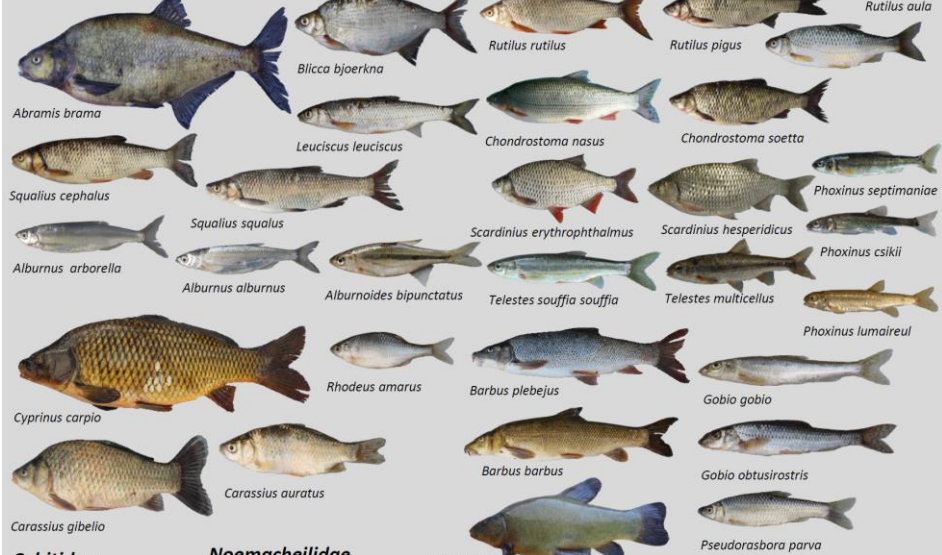 Rutilus aula
Rutilus rutilus
Rutilus pigus
Blicca bjoerkna
Abramis brama
Leuciscus leuciscus
Chondrostoma nasus
Chondrostoma soetta
Squalius cephalus
Squalius squalus
Scardinius erythrophthalmus
Scardinius hesperidicus
Phoxinus septimaniae
Alburnus arborella
Alburnus alburnus
Alburnoides bipunctatus
Telestes souffia souffia
Telestes multicellus
Phoxinus csikii
Phoxinus lumaireul
Cyprinus carpio
Rhodeus amarus
Barbus plebejus
Gobio gobio
Carassius gibelio
Carassius auratus
Barbus barbus
Gobio obtusirostris
Pseudorasbora parva
Noemacheilidae